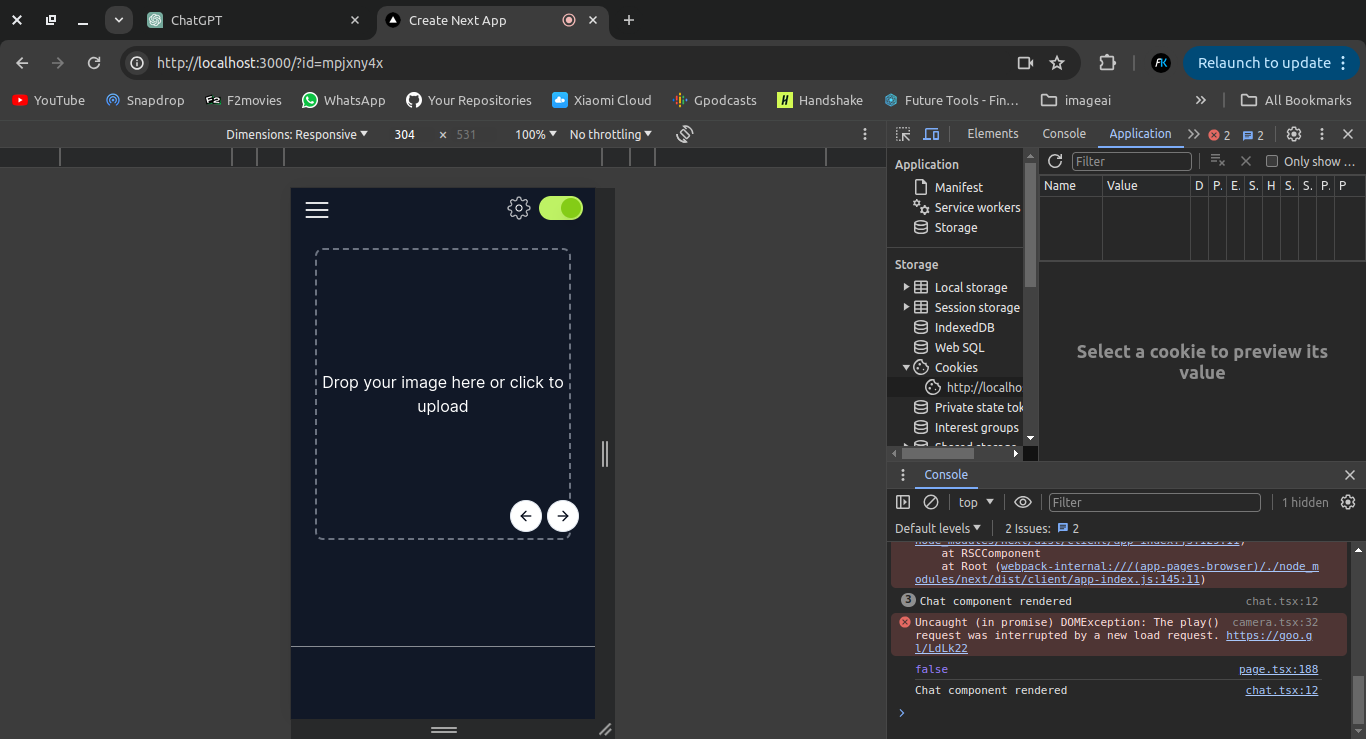 ChatGPT
Create Next App
http://localhost:3000/?id=mpjxny4x
FK
Relaunch to update
YouTube
Snapdrop
F2movies
WhatsApp
Your Repositories
Xiaomi Cloud
Gpodcasts
Handshake
Future Tools - Fin…
imageai
All Bookmarks
Dimensions: Responsive
304
×
531
100%
No throttling
Elements
Console
Application
2
2
Application
Manifest
Service workers
Storage
Storage
Local storage
Session storage
IndexedDB
Web SQL
Cookies
http://localho
Private state tok
Interest groups
Shared storage
Filter
Only show …
Name Value D P. E. S. H S. S. P. P
Select a cookie to preview its
value
Drop your image here or click to
upload
Console
top
Filter
1 hidden
Default levels
2 Issues: 2
node_modules/next/dist/client/app-index.js:129:11)
at RSCComponent
at Root (webpack-internal:///(app-pages-browser)/./node_m
odules/next/dist/client/app-index.js:145:11)
3 Chat component rendered chat.tsx:12
Uncaught (in promise) DOMException: The play() camera.tsx:32
request was interrupted by a new load request. https://goo.g
l/LdLk22
false page.tsx:188
Chat component rendered chat.tsx:12